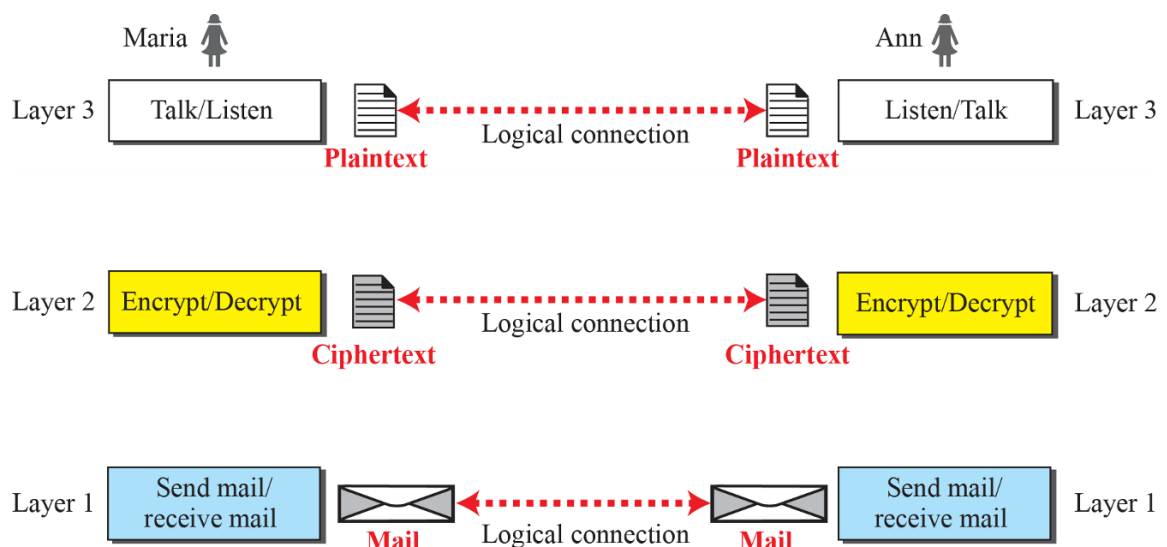 Maria
Ann
Layer 3
Talk/Listen
Logical connection
Listen/Talk
Layer 3
Plaintext
Plaintext
Layer 2
Encrypt/Decrypt
Logical connection
Encrypt/Decrypt
Layer 2
Ciphertext
Ciphertext
Layer 1
Send mail/
receive mail
Logical connection
Send mail/
receive mail
Layer 1
Mail
Mail